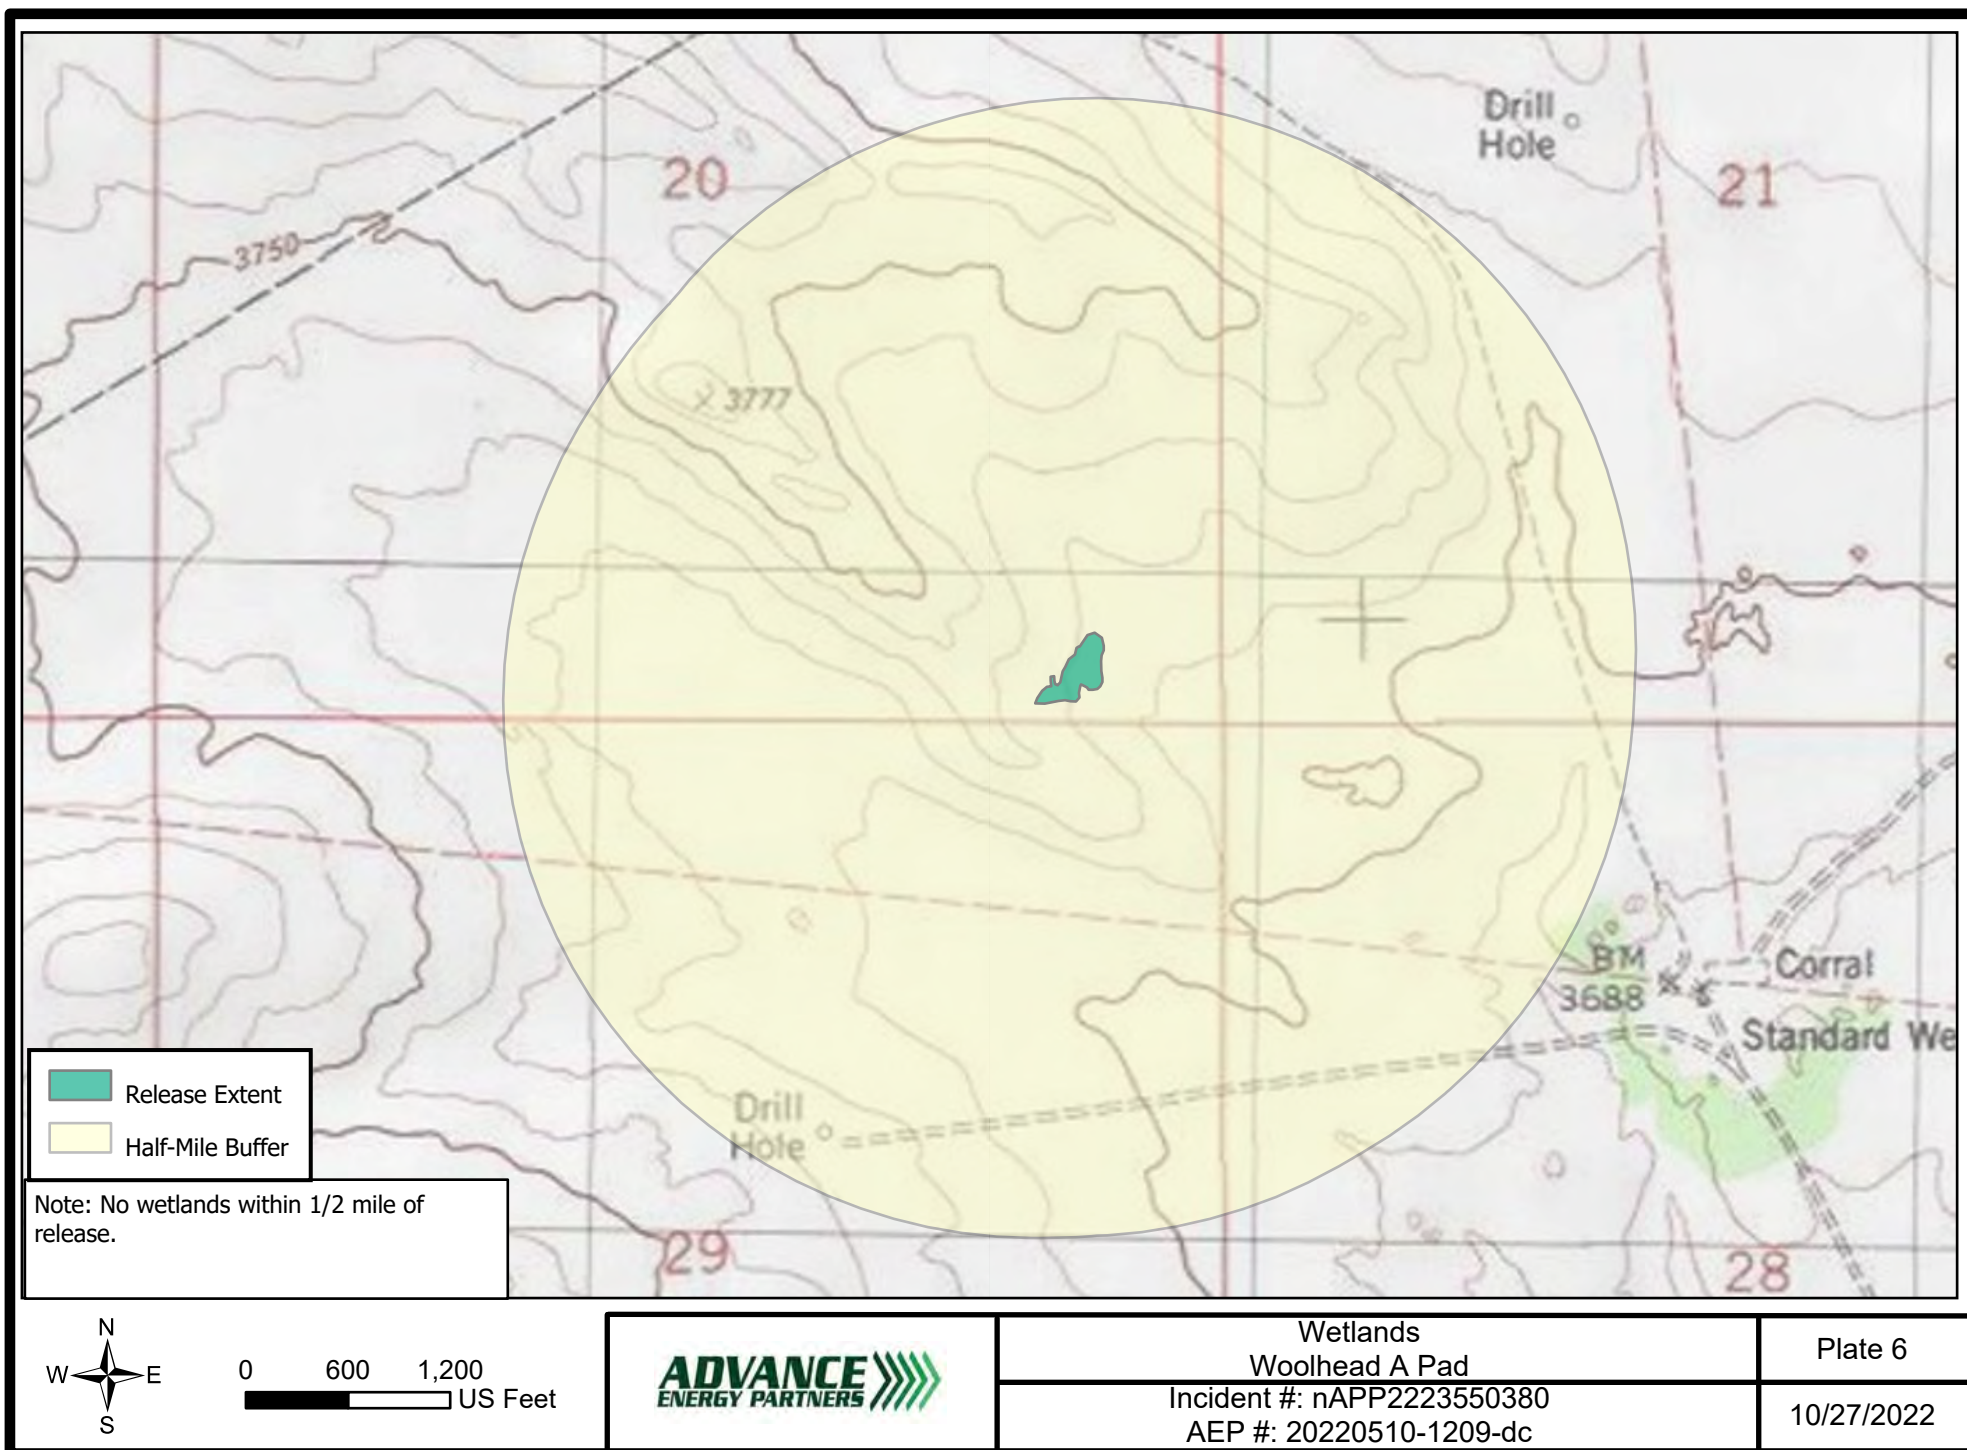 Drill
Hole
20
21
3750
3777
BM
3688
Corral
Standard We
Drill
Hole
29
28
Release Extent
Half-Mile Buffer
Note: No wetlands within 1/2 mile of
release.
N
W E
S
0 600 1,200
US Feet
ADVANCE
ENERGY PARTNERS
Wetlands
Woolhead A Pad
Incident #: nAPP2223550380
AEP #: 20220510-1209-dc
Plate 6
10/27/2022